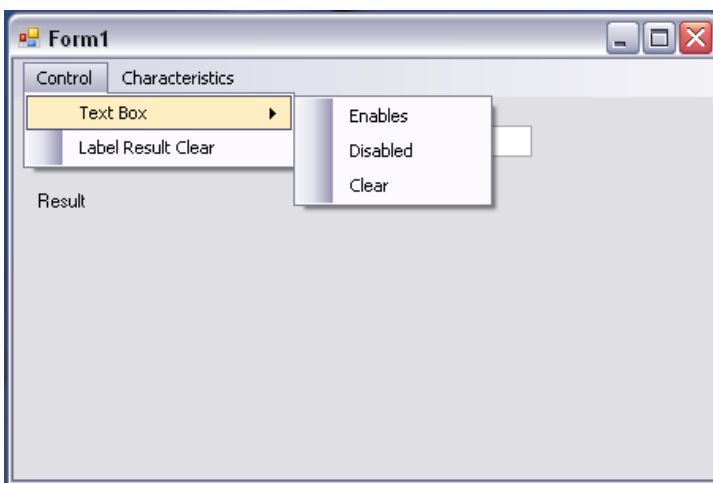 Form1
Control Characteristics
Text Box Enables
Label Result Clear Disabled
Clear
Result